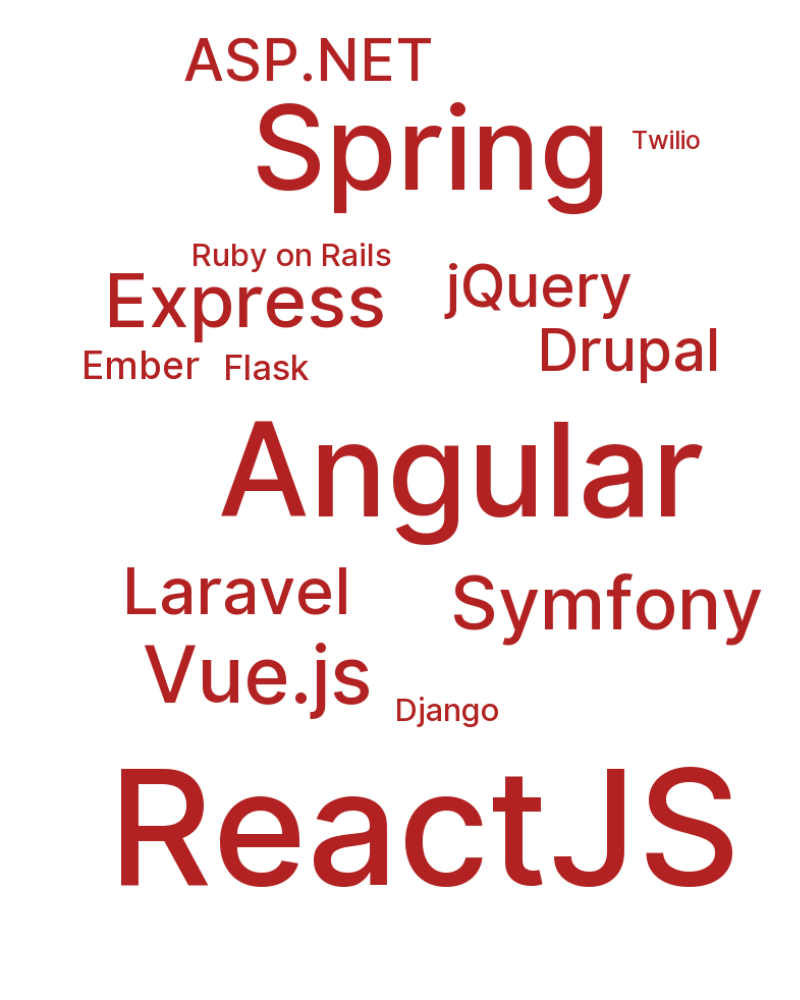 ASP.NET
Spring
Twilio
Ruby on Rails
Express
jQuery
Drupal
Ember
Flask
Angular
Laravel
Symfony
Vue.js
Django
ReactJS